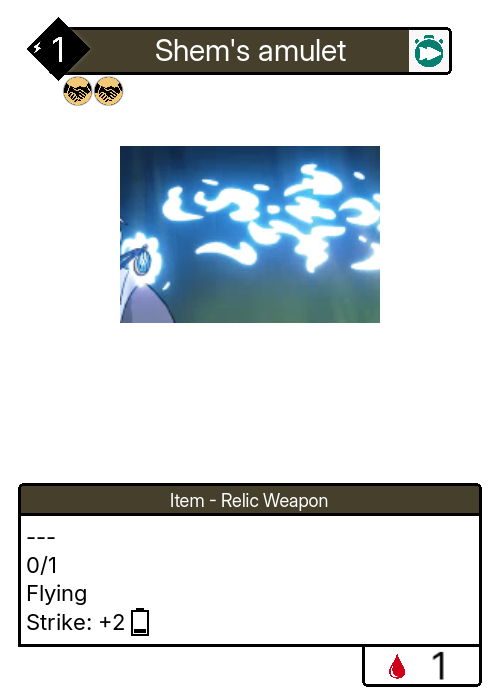 1
Shem's amulet
Item - Relic Weapon
---
0/1
Flying
Strike: +2
1